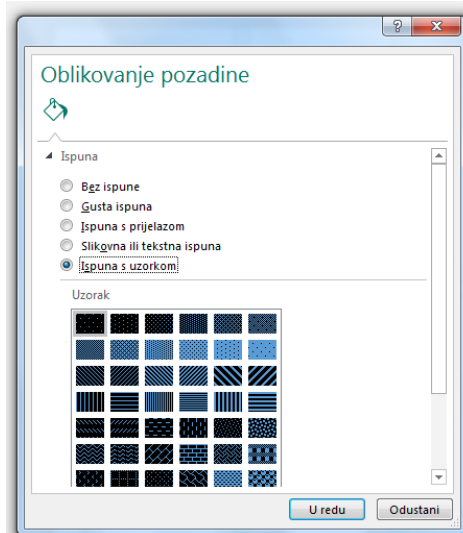 Oblikovanje pozadine
Ispuna
Bez ispune
Gusta ispuna
Ispuna s prijelazom
Slikovna ili tekstna ispuna
Ispuna s uzorkom
Uzorak
U redu
Odustani